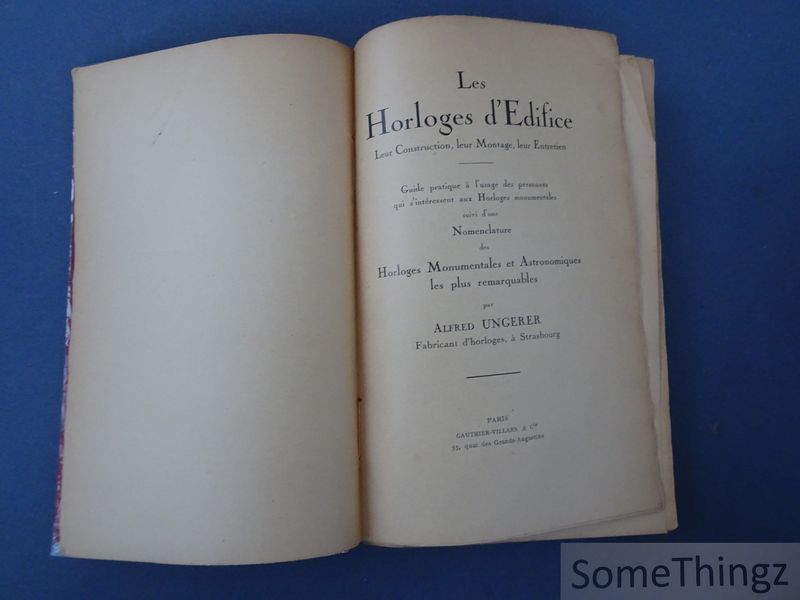 Les
Horloges d'Edifice
Leur Construction, leur Montage, leur Entretien
Guide pratique à l'usage des personnes
qui s'intéressent aux Horloges monumentales
suivi d'une
Nomenclature
des
Horloges Monumentales et Astronomiques
les plus remarquables
par
ALFRED UNGERER
Fabricant d'horloges, à Strasbourg
PARIS
GAUTHIER-VILLARS & Cie
55, quai des Grands-Augustins
SomeThingz